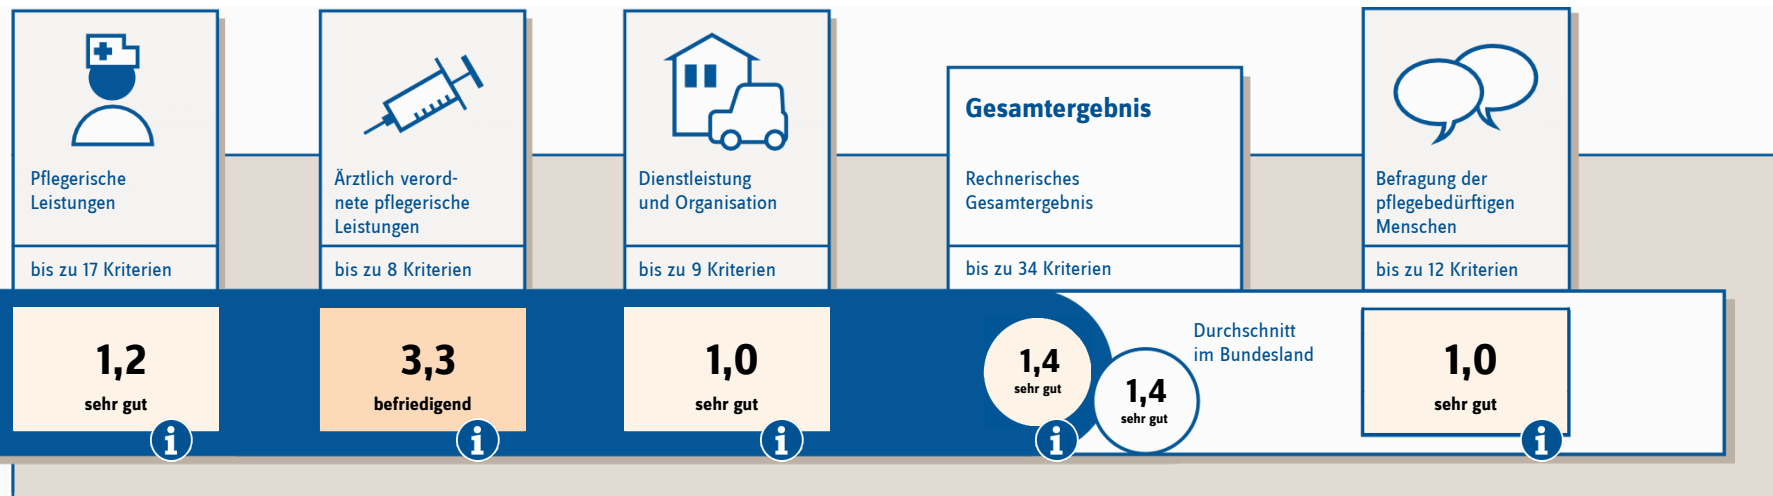 Pflegerische
Leistungen
bis zu 17 Kriterien
1,2
sehr gut
i
Ärztlich verord-
nete pflegerische
Leistungen
bis zu 8 Kriterien
3,3
befriedigend
i
Dienstleistung
und Organisation
bis zu 9 Kriterien
1,0
sehr gut
i
Gesamtergebnis
Rechnerisches
Gesamtergebnis
bis zu 34 Kriterien
1,4
sehr gut
i
Durchschnitt
im Bundesland
1,4
sehr gut
Befragung der
pflegebedürftigen
Menschen
bis zu 12 Kriterien
1,0
sehr gut
i